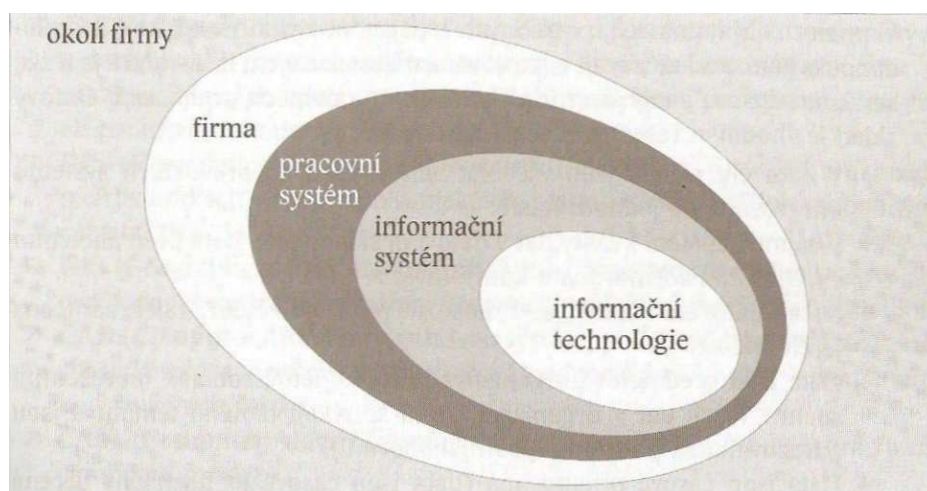 okolí firmy
firma
pracovní
systém
informační
systém
informační
technologie